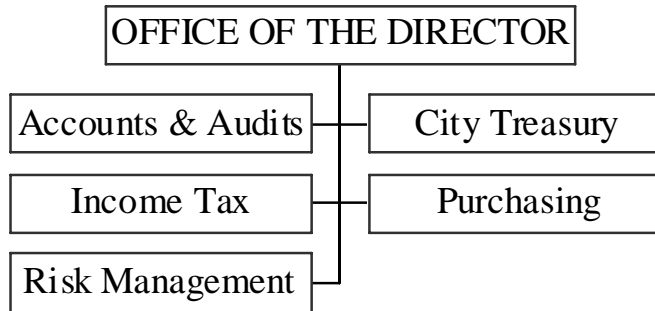 OFFICE OF THE DIRECTOR
Accounts & Audits
City Treasury
Income Tax
Purchasing
Risk Management